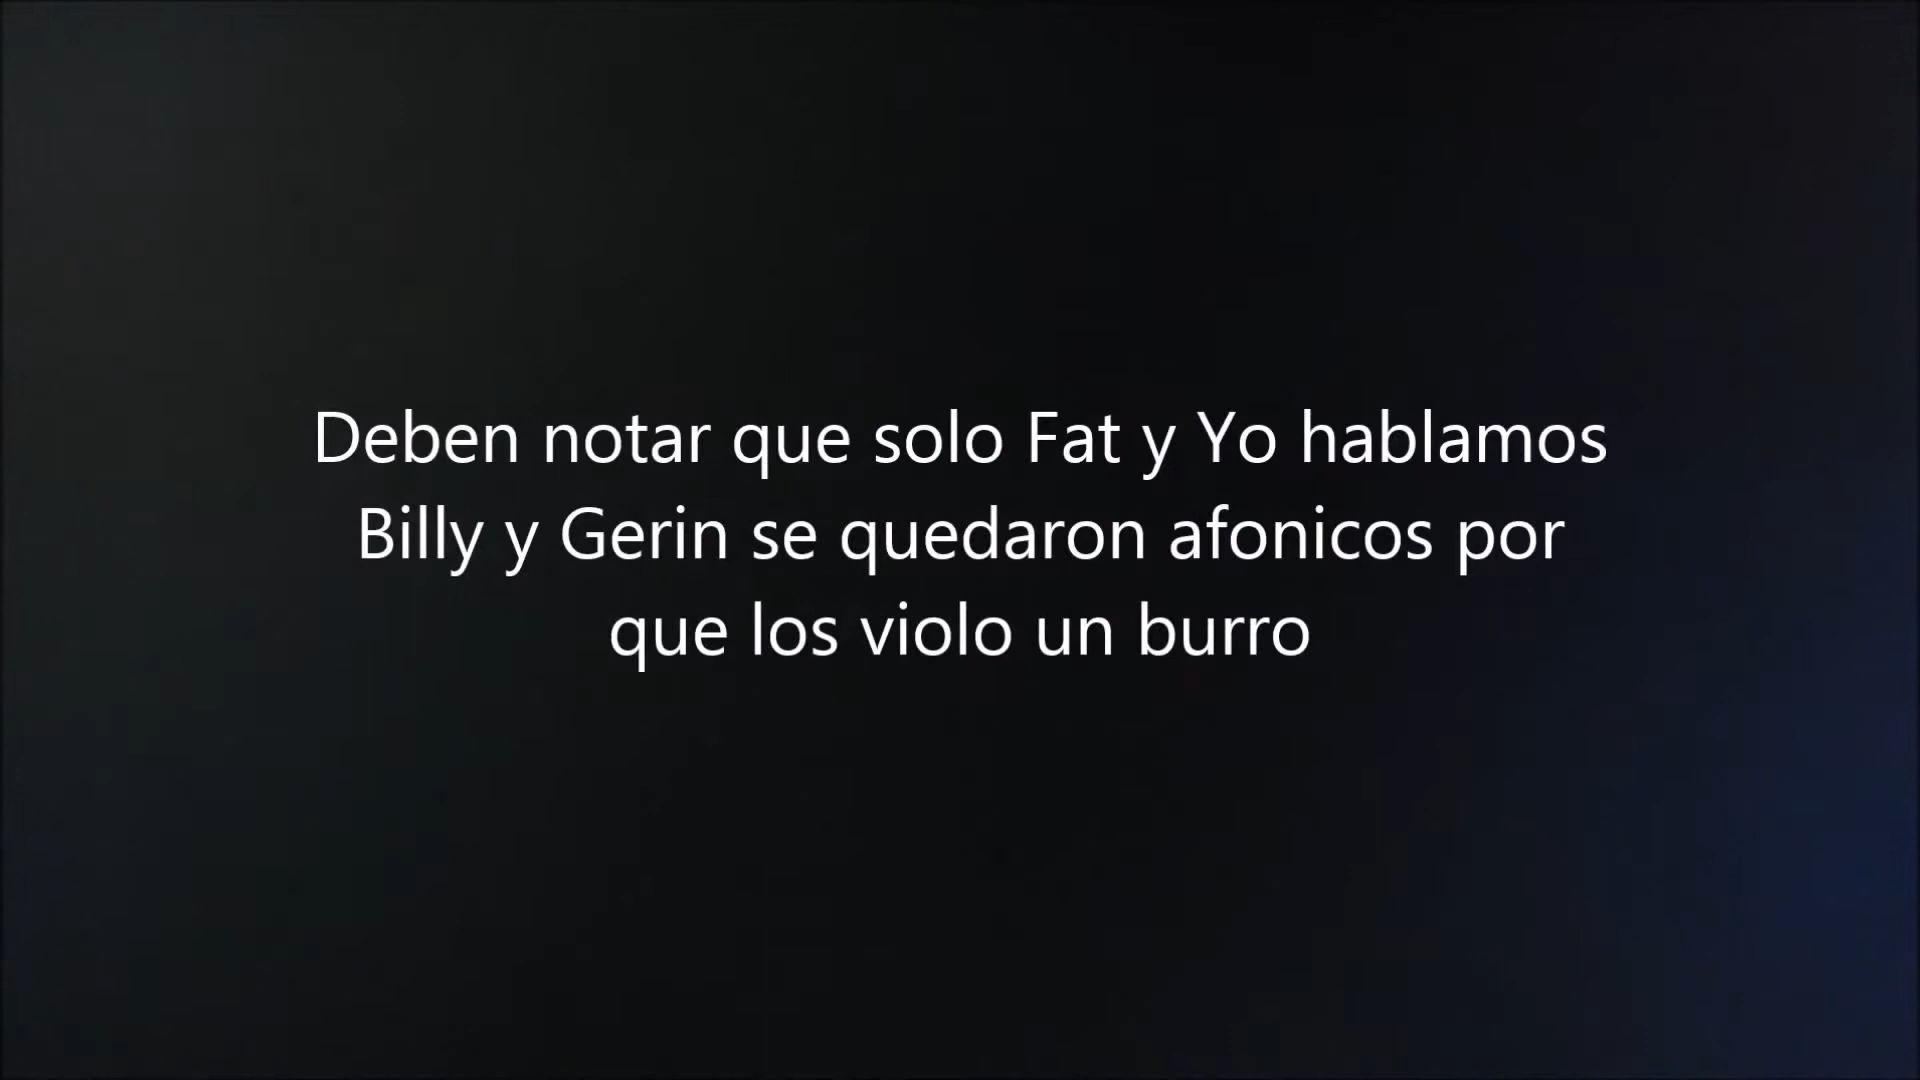 Deben notar que solo Fat y Yo hablamos
Billy y Gerin se quedaron afonicos por
que los violo un burro